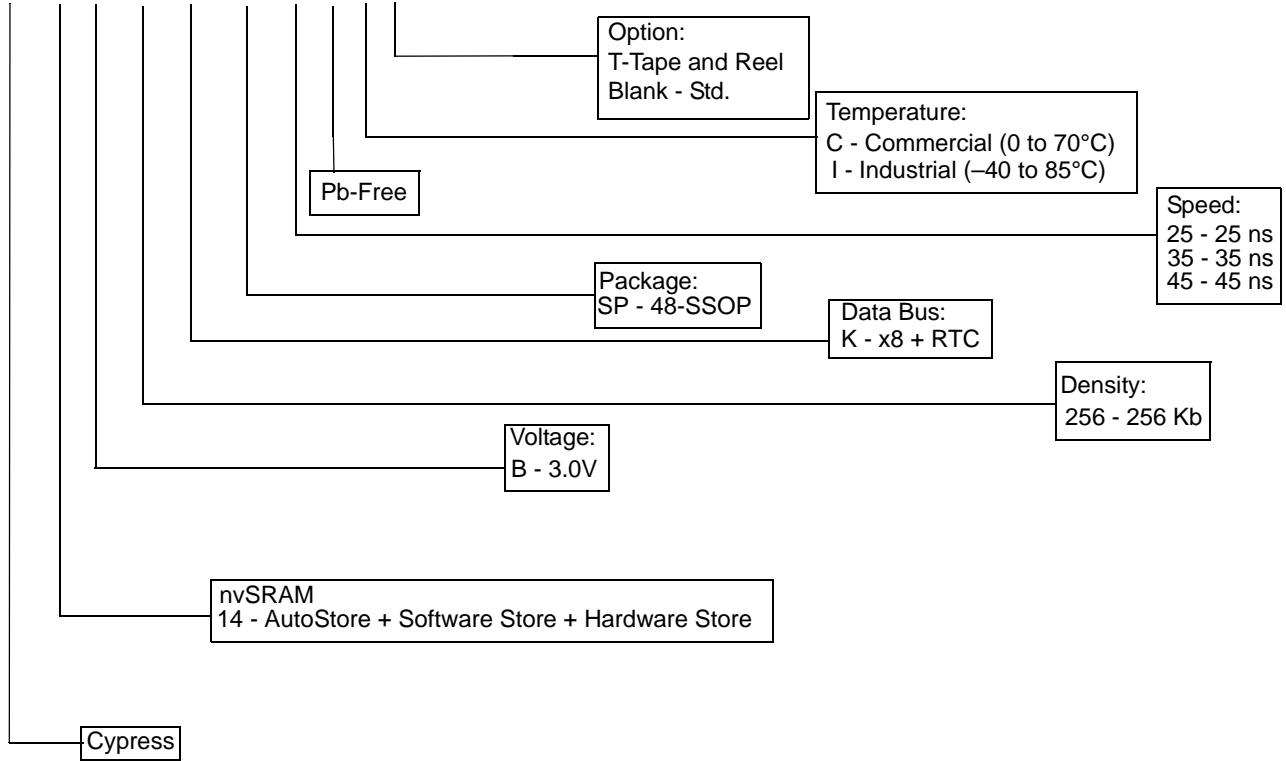 Option:
T-Tape and Reel
Blank - Std.
Temperature:
C - Commercial (0 to 70°C)
I - Industrial (–40 to 85°C)
Pb-Free
Speed:
25 - 25 ns
35 - 35 ns
45 - 45 ns
Package:
SP - 48-SSOP
Data Bus:
K - x8 + RTC
Density:
256 - 256 Kb
Voltage:
B - 3.0V
nvSRAM
14 - AutoStore + Software Store + Hardware Store
Cypress